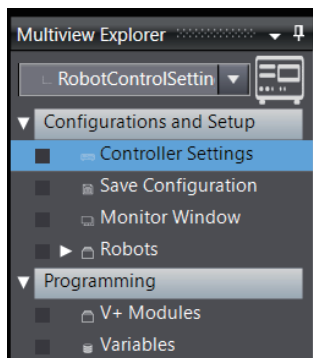 Multiview Explorer
RobotControlSettin
Configurations and Setup
Controller Settings
Save Configuration
Monitor Window
Robots
Programming
V+ Modules
Variables